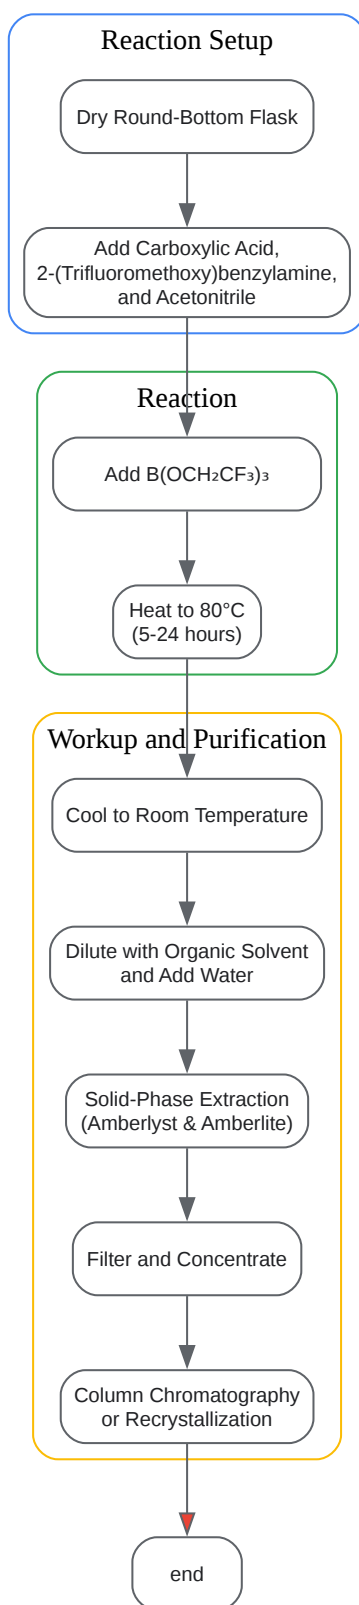 Reaction Setup
Dry Round-Bottom Flask
Add Carboxylic Acid,
2-(Trifluoromethoxy)benzylamine,
and Acetonitrile
Reaction
Add B(OCH₂CF₃)₃
Heat to 80°C
(5-24 hours)
Workup and Purification
Cool to Room Temperature
Dilute with Organic Solvent
and Add Water
Solid-Phase Extraction
(Amberlyst & Amberlite)
Filter and Concentrate
Column Chromatography
or Recrystallization
end